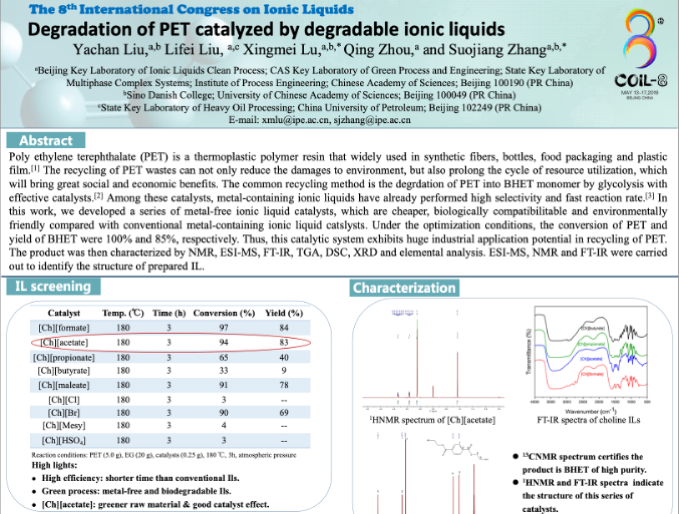 The 8th International Congress on Ionic Liquids
Degradation of PET catalyzed by degradable ionic liquids
Yachan Liu,a,b Lifei Liu, a,c Xingmei Lu,a,b,* Qing Zhou,a and Suojiang Zhanga,b,*
aBeijing Key Laboratory of Ionic Liquids Clean Process; CAS Key Laboratory of Green Process and Engineering; State Key Laboratory of
Multiphase Complex Systems; Institute of Process Engineering; Chinese Academy of Sciences; Beijing 100190 (PR China)
bSino Danish College; University of Chinese Academy of Sciences; Beijing 100049 (PR China)
cState Key Laboratory of Heavy Oil Processing; China University of Petroleum; Beijing 102249 (PR China)
E-mail: xmlu@ipe.ac.cn, sjzhang@ipe.ac.cn
COIL-8
MAY 13-17,2019
BEIJING CHINA
Abstract
Poly ethylene terephthalate (PET) is a thermoplastic polymer resin that widely used in synthetic fibers, bottles, food packaging and plastic
film.[1] The recycling of PET wastes can not only reduce the damages to environment, but also prolong the cycle of resource utilization, which
will bring great social and economic benefits. The common recycling method is the degrdation of PET into BHET monomer by glycolysis with
effective catalysts.[2] Among these catalysts, metal-containing ionic liquids have already performed high selectivity and fast reaction rate.[3] In
this work, we developed a series of metal-free ionic liquid catalysts, which are cheaper, biologically compatibilitable and environmentally
friendly compared with conventional metal-containing ionic liquid catslysts. Under the optimization conditions, the conversion of PET and
yield of BHET were 100% and 85%, respectively. Thus, this catalytic system exhibits huge industrial application potential in recycling of PET.
The product was then characterized by NMR, ESI-MS, FT-IR, TGA, DSC, XRD and elemental analysis. ESI-MS, NMR and FT-IR were carried
out to identify the structure of prepared IL.
IL screening
Catalyst Temp. (℃) Time (h) Conversion (%) Yield (%)
[Ch][formate] 180 3 97 84
[Ch][acetate] 180 3 94 83
[Ch][propionate] 180 3 65 40
[Ch][butyrate] 180 3 33 9
[Ch][maleate] 180 3 91 78
[Ch][Cl] 180 3 3 --
[Ch][Br] 180 3 90 69
[Ch][Mesy] 180 3 4 --
[Ch][HSO4] 180 3 3 --
Reaction conditions: PET (5.0 g), EG (20 g), catalysts (0.25 g), 180 ℃, 3h, atmospheric pressure
High lights:
• High efficiency: shorter time than conventional ILs.
• Green process: metal-free and biodegradable ILs.
• [Ch][acetate]: greener raw material & good catalyst effect.
Characterization
1HNMR spectrum of [Ch][acetate]
Transmittance (%)
[Ch][butyrate]
[Ch][propionate]
[Ch][acetate]
[Ch][formate]
Wavenumber (cm-1)
FT-IR spectra of choline ILs
● 13CNMR spectrum certifies the
product is BHET of high purity.
● 1HNMR and FT-IR spectra indicate
the structure of this series of
catalysts.